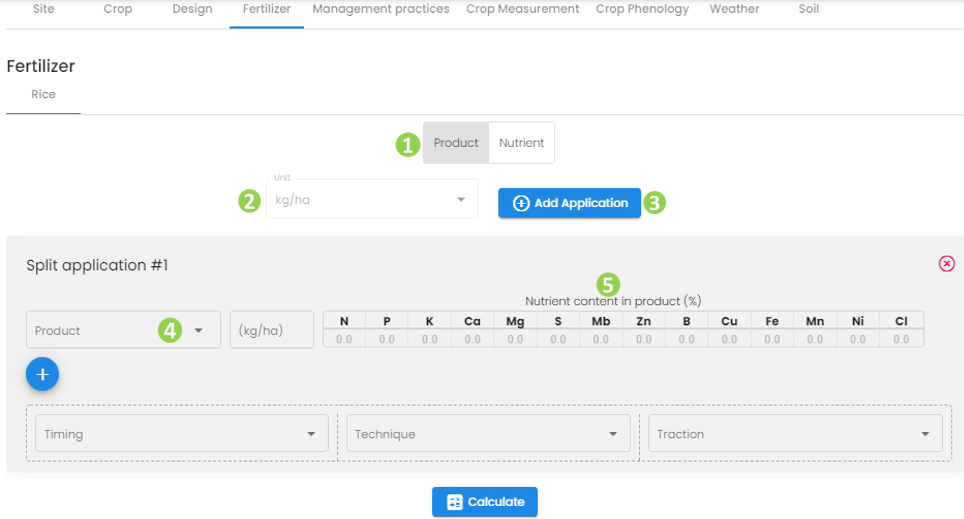 Site Crop Design Fertilizer Management practices Crop Measurement Crop Phenology Weather Soil
Fertilizer
Rice
1 Product Nutrient
Unit
2 kg/ha Add Application 3
Split application #1
5
Nutrient content in product (%)
Product 4 (kg/ha)
N P K Ca Mg S Mb Zn B Cu Fe Mn Ni Cl
0.0 0.0 0.0 0.0 0.0 0.0 0.0 0.0 0.0 0.0 0.0 0.0 0.0 0.0
Timing Technique Traction
Calculate